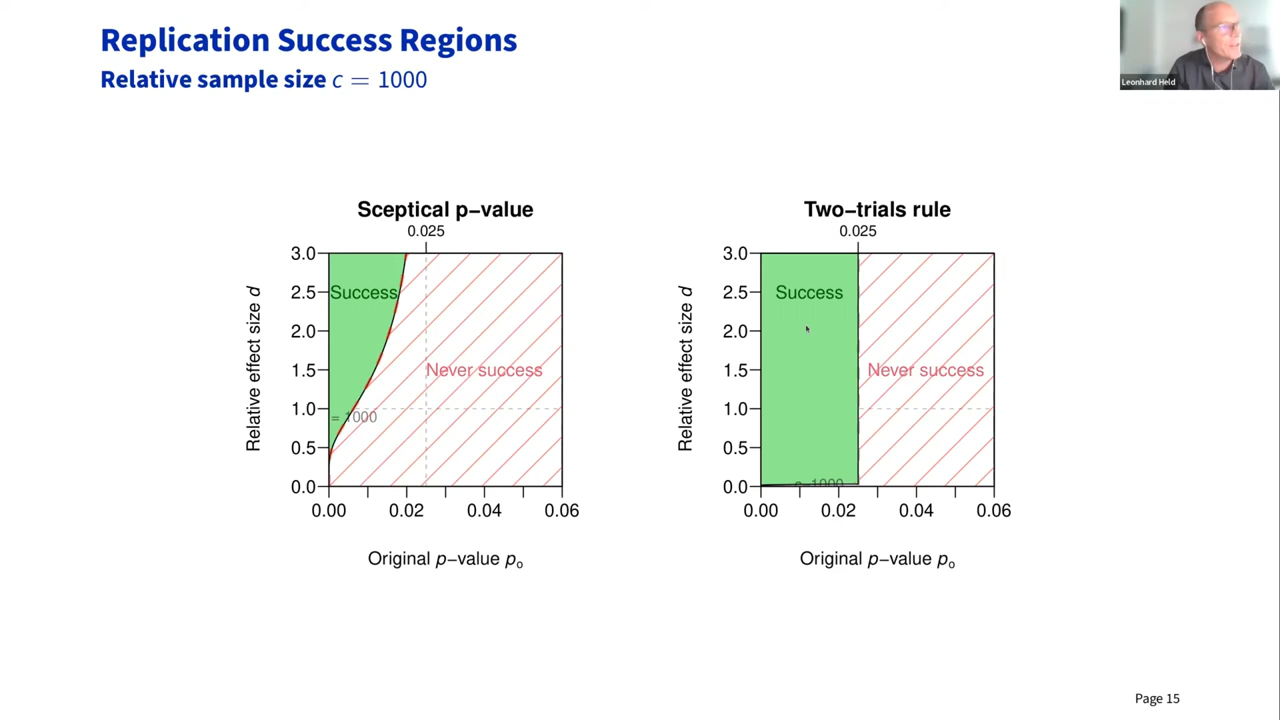 Replication Success Regions
Relative sample size c = 1000
Leonhard Held
Sceptical p−value
0.025
3.0
2.5
2.0
1.5
1.0
0.5
0.0
Relative effect size d
Success
Never success
= 1000
0.00 0.02 0.04 0.06
Original p−value pₒ
Two−trials rule
0.025
3.0
2.5
2.0
1.5
1.0
0.5
0.0
Relative effect size d
Success
Never success
c = 1000
0.00 0.02 0.04 0.06
Original p−value pₒ
Page 15